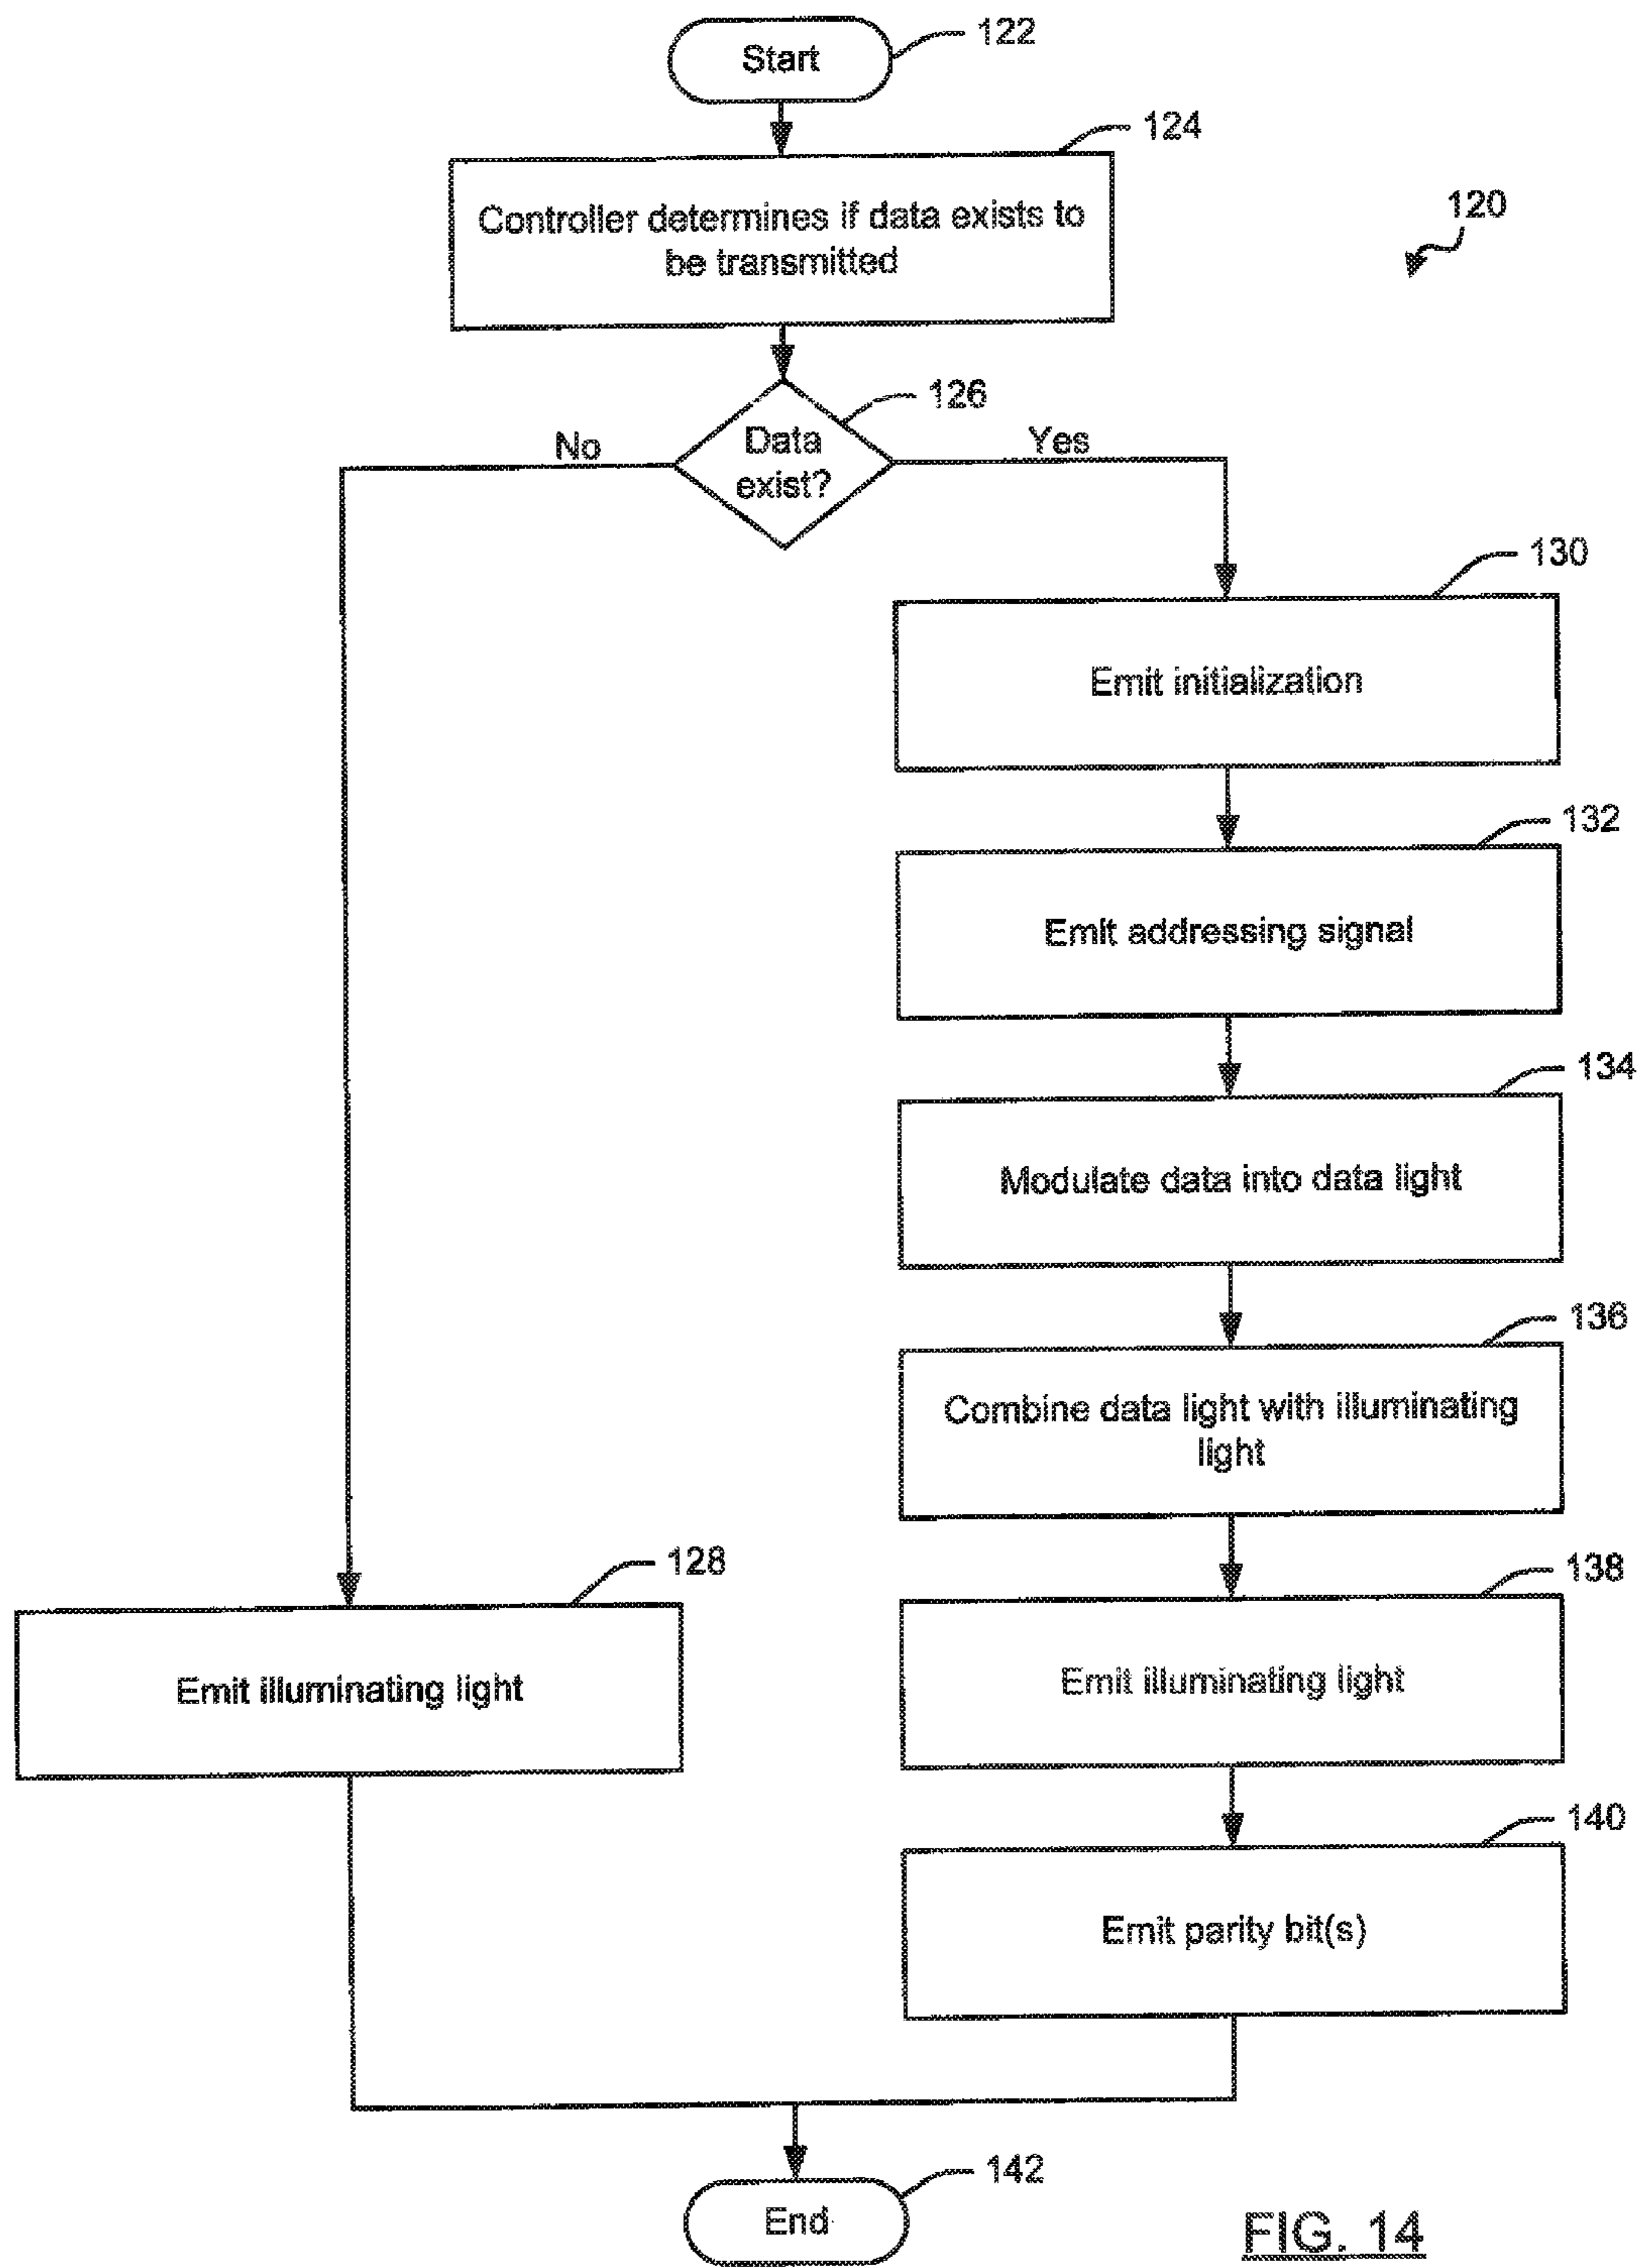 Start
122
124
Controller determines if data exists to
be transmitted
120
126
No
Data
exist?
Yes
130
Emit initialization
132
Emit addressing signal
134
Modulate data into data light
136
Combine data light with illuminating
light
128
138
Emit illuminating light
Emit illuminating light
140
Emit parity bit(s)
142
End
FIG. 14